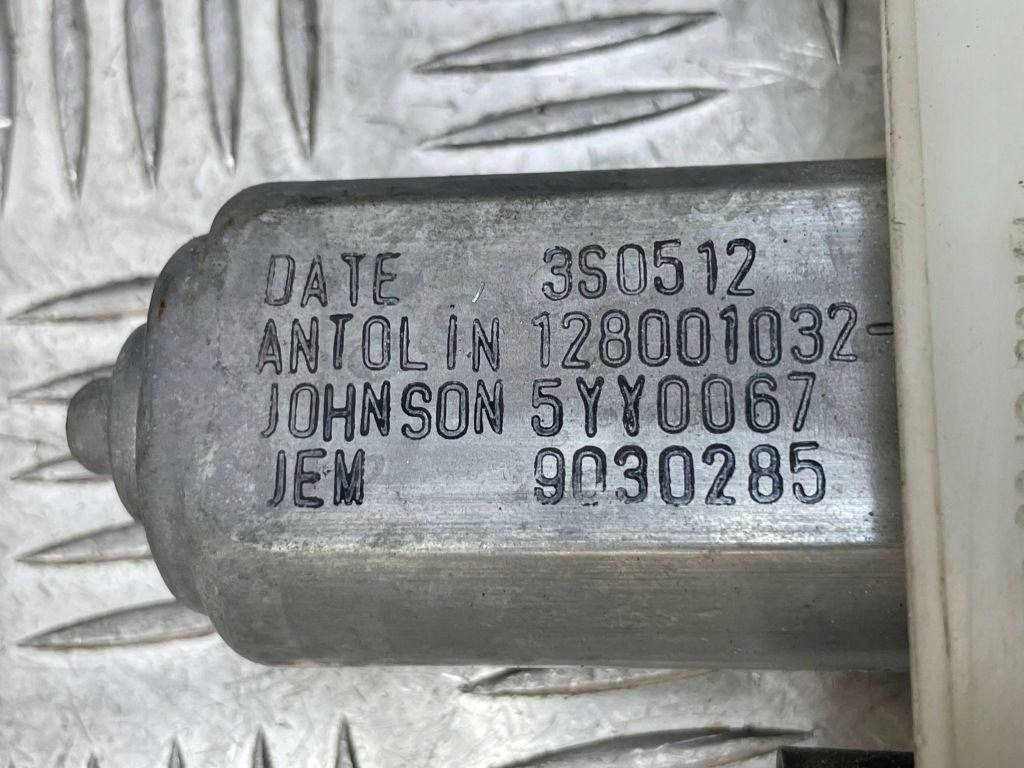 DATE 3S0512
ANTOLIN 128001032-
JOHNSON 5YY0067
JEM 9030285